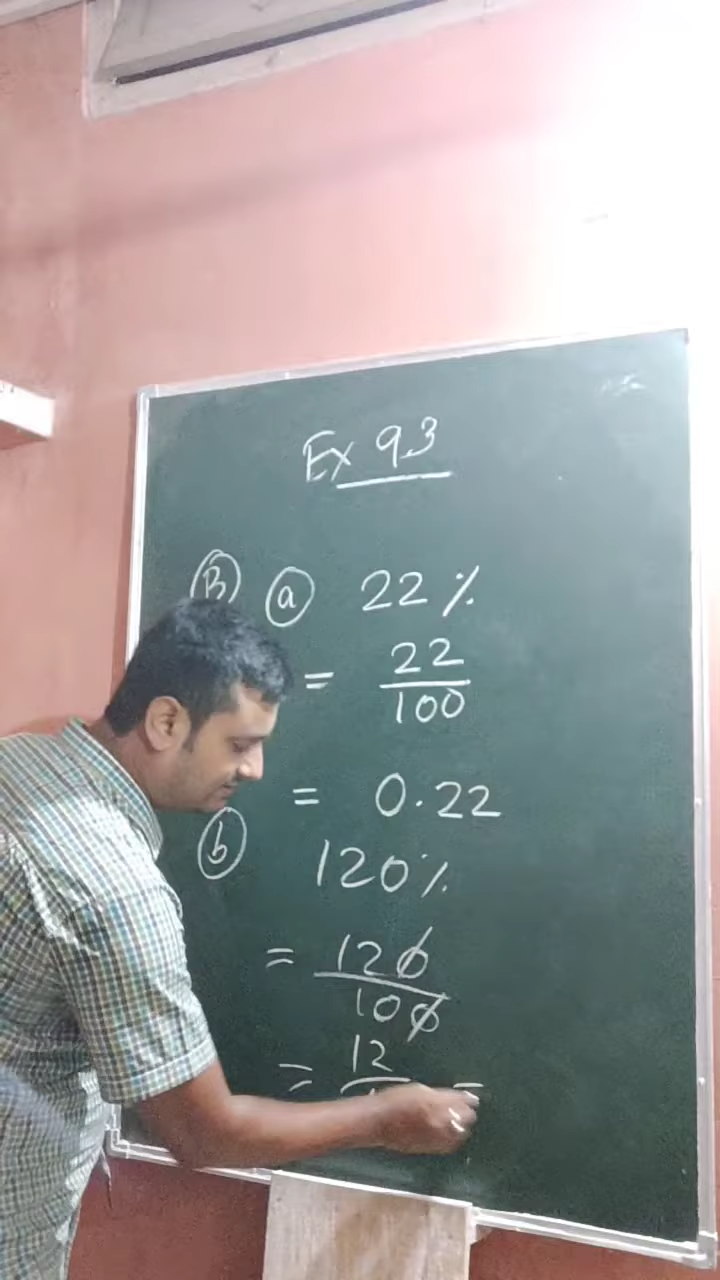 Ex 9.3
B a 22%
= 22/100
= 0.22
b 120%
= 120/100
= 12/ =